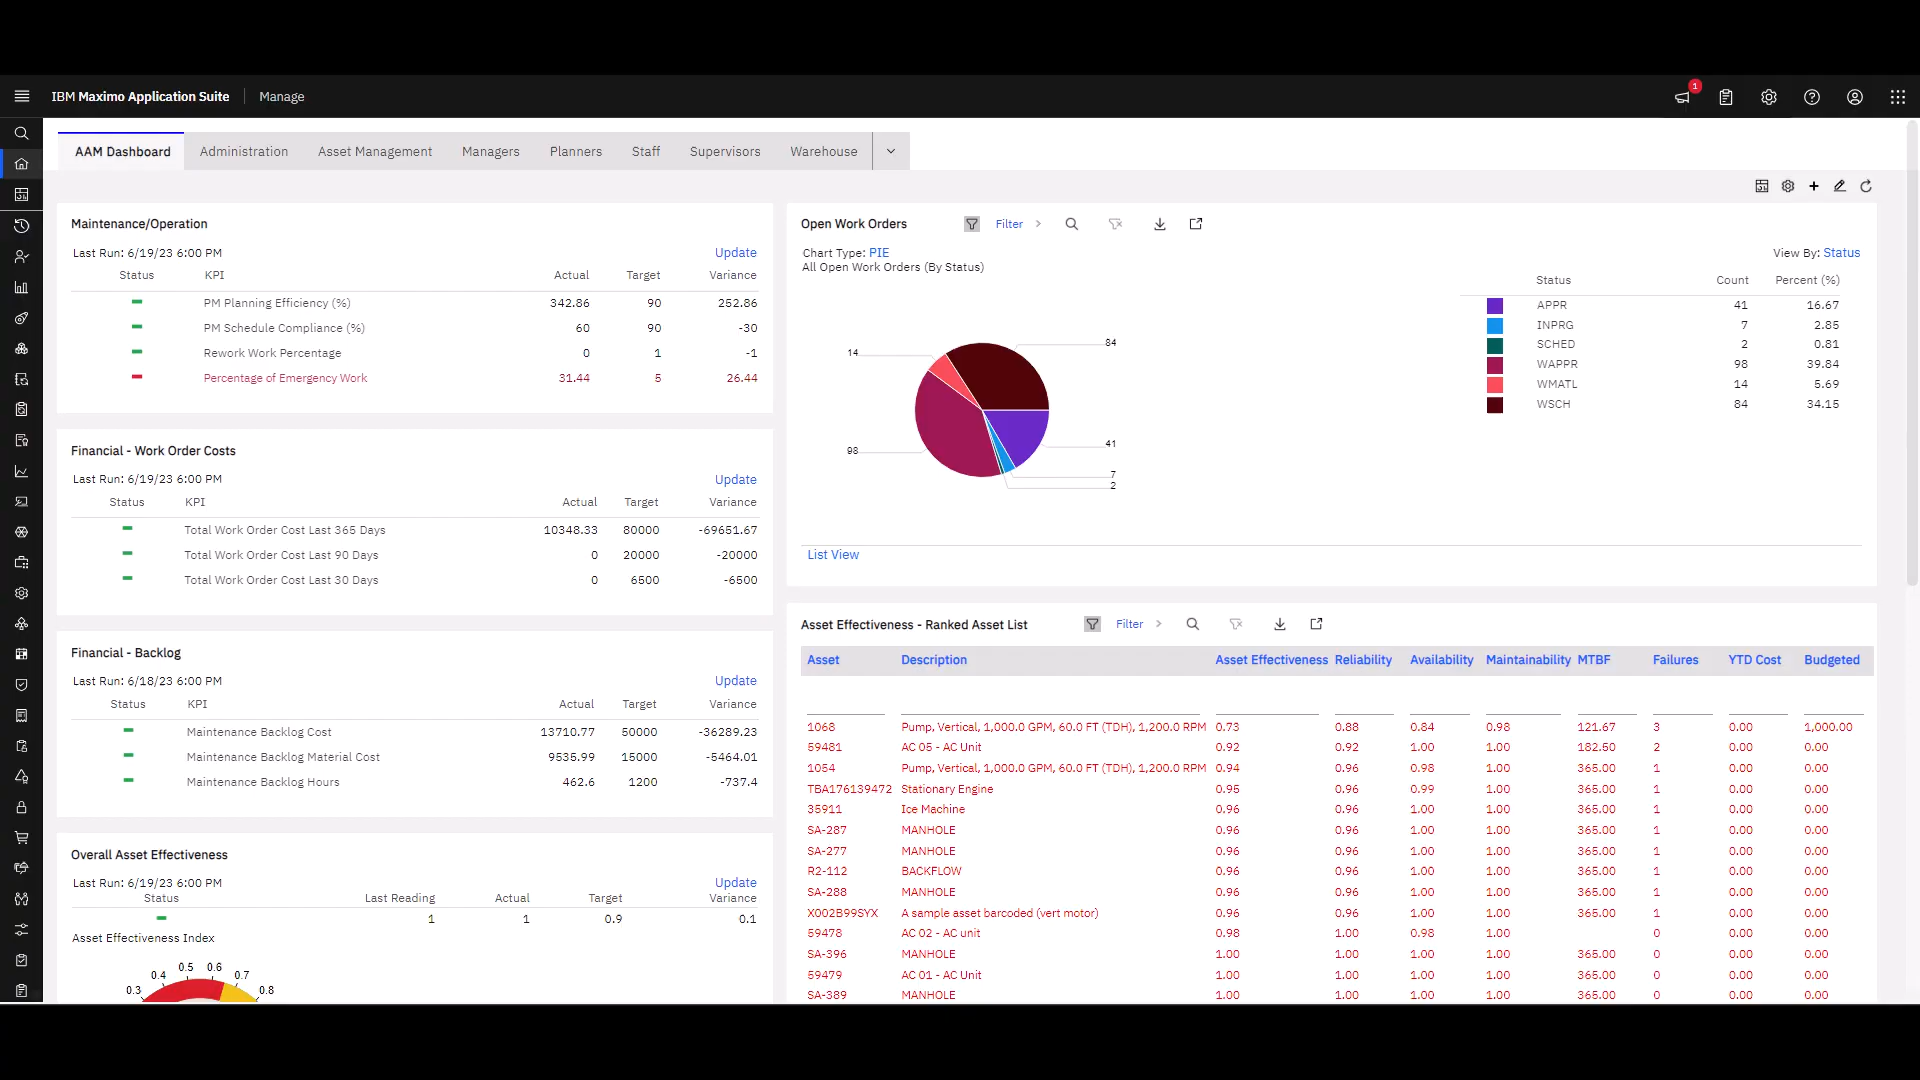 IBM Maximo Application Suite Manage 1
AAM Dashboard Administration Asset Management Managers Planners Staff Supervisors Warehouse
Maintenance/Operation
Last Run: 6/19/23 6:00 PM Update
Status KPI Actual Target Variance
PM Planning Efficiency (%) 342.86 90 252.86
PM Schedule Compliance (%) 60 90 -30
Rework Work Percentage 0 1 -1
Percentage of Emergency Work 31.44 5 26.44
Financial - Work Order Costs
Last Run: 6/19/23 6:00 PM Update
Status KPI Actual Target Variance
Total Work Order Cost Last 365 Days 10348.33 80000 -69651.67
Total Work Order Cost Last 90 Days 0 20000 -20000
Total Work Order Cost Last 30 Days 0 6500 -6500
Financial - Backlog
Last Run: 6/18/23 6:00 PM Update
Status KPI Actual Target Variance
Maintenance Backlog Cost 13710.77 50000 -36289.23
Maintenance Backlog Material Cost 9535.99 15000 -5464.01
Maintenance Backlog Hours 462.6 1200 -737.4
Overall Asset Effectiveness
Last Run: 6/19/23 6:00 PM Update
Status Last Reading Actual Target Variance
1 1 0.9 0.1
Asset Effectiveness Index
0.3 0.4 0.5 0.6 0.7 0.8
Open Work Orders Filter
Chart Type: PIE View By: Status
All Open Work Orders (By Status)
Status Count Percent (%)
APPR 41 16.67
INPRG 7 2.85
SCHED 2 0.81
WAPPR 98 39.84
WMATL 14 5.69
WSCH 84 34.15
84
14
41
98
7
2
List View
Asset Effectiveness - Ranked Asset List Filter
Asset Description Asset Effectiveness Reliability Availability Maintainability MTBF Failures YTD Cost Budgeted
1068 Pump, Vertical, 1,000.0 GPM, 60.0 FT (TDH), 1,200.0 RPM 0.73 0.88 0.84 0.98 121.67 3 0.00 1,000.00
59481 AC 05 - AC Unit 0.92 0.92 1.00 1.00 182.50 2 0.00 0.00
1054 Pump, Vertical, 1,000.0 GPM, 60.0 FT (TDH), 1,200.0 RPM 0.94 0.96 0.98 1.00 365.00 1 0.00 0.00
TBA176139472 Stationary Engine 0.95 0.96 0.99 1.00 365.00 1 0.00 0.00
35911 Ice Machine 0.96 0.96 1.00 1.00 365.00 1 0.00 0.00
SA-287 MANHOLE 0.96 0.96 1.00 1.00 365.00 1 0.00 0.00
SA-277 MANHOLE 0.96 0.96 1.00 1.00 365.00 1 0.00 0.00
R2-112 BACKFLOW 0.96 0.96 1.00 1.00 365.00 1 0.00 0.00
SA-288 MANHOLE 0.96 0.96 1.00 1.00 365.00 1 0.00 0.00
X002B99SYX A sample asset barcoded (vert motor) 0.96 0.96 1.00 1.00 365.00 1 0.00 0.00
59478 AC 02 - AC unit 0.98 1.00 0.98 1.00 0 0.00 0.00
SA-396 MANHOLE 1.00 1.00 1.00 1.00 365.00 0 0.00 0.00
59479 AC 01 - AC Unit 1.00 1.00 1.00 1.00 365.00 0 0.00 0.00
SA-389 MANHOLE 1.00 1.00 1.00 1.00 365.00 0 0.00 0.00